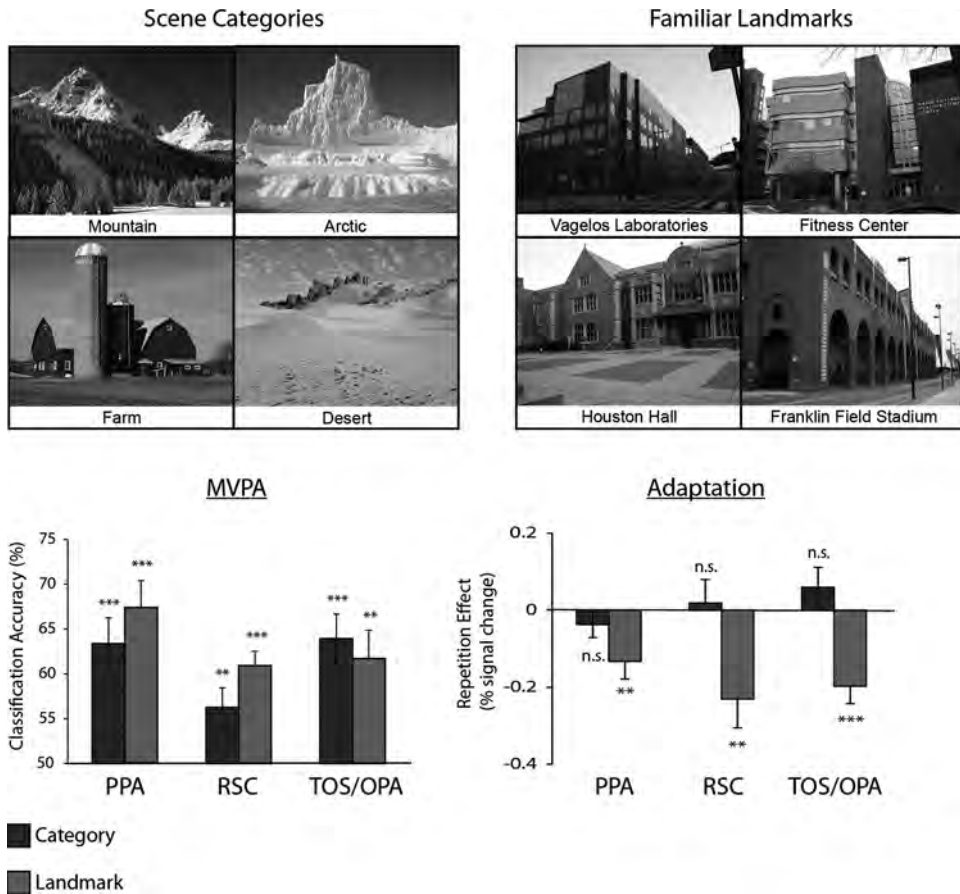 Scene Categories
Familiar Landmarks
Mountain
Arctic
Vagelos Laboratories
Fitness Center
Farm
Desert
Houston Hall
Franklin Field Stadium
MVPA
Classification Accuracy (%)
75
70
65
60
55
50
***
***
**
***
***
**
PPA
RSC
TOS/OPA
Adaptation
Repetition Effect
(% signal change)
0.2
0
-0.2
-0.4
n.s.
**
n.s.
**
n.s.
***
PPA
RSC
TOS/OPA
Category
Landmark